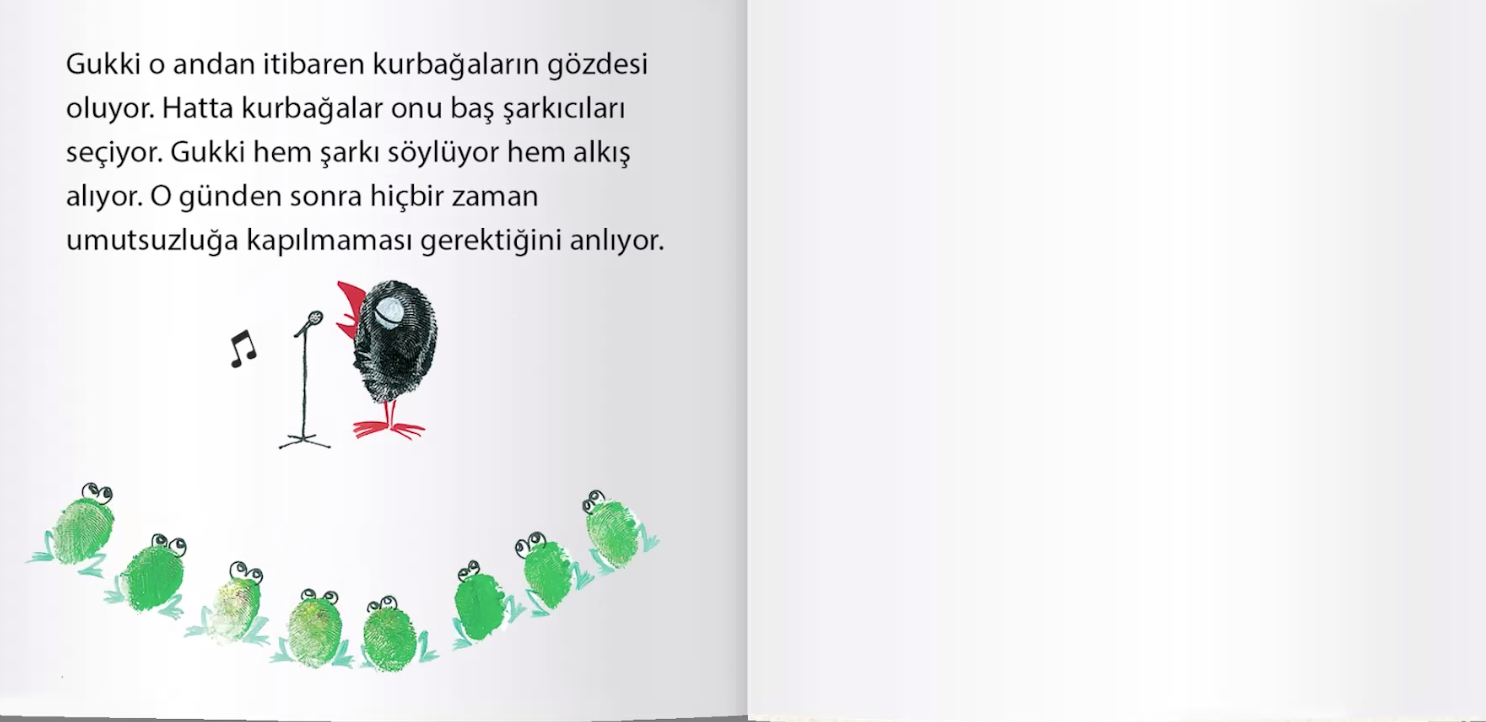 Gukki o andan itibaren kurbağaların gözdesi
oluyor. Hatta kurbağalar onu baş şarkıcıları
seçiyor. Gukki hem şarkı söylüyor hem alkış
alıyor. O günden sonra hiçbir zaman
umutsuzluğa kapılmaması gerektiğini anlıyor.